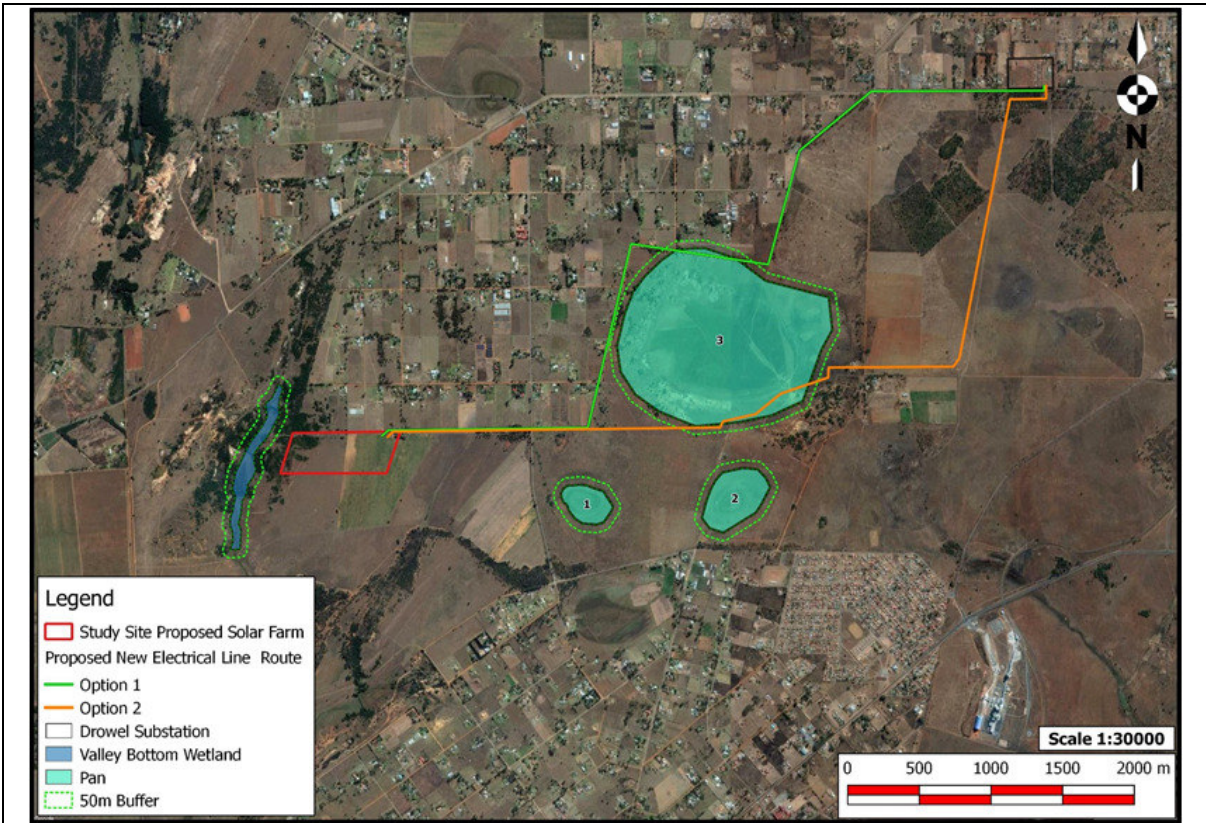 N
3
1
2
Legend
Study Site Proposed Solar Farm
Proposed New Electrical Line Route
Option 1
Option 2
Drowel Substation
Valley Bottom Wetland
Pan
50m Buffer
Scale 1:30000
0 500 1000 1500 2000 m